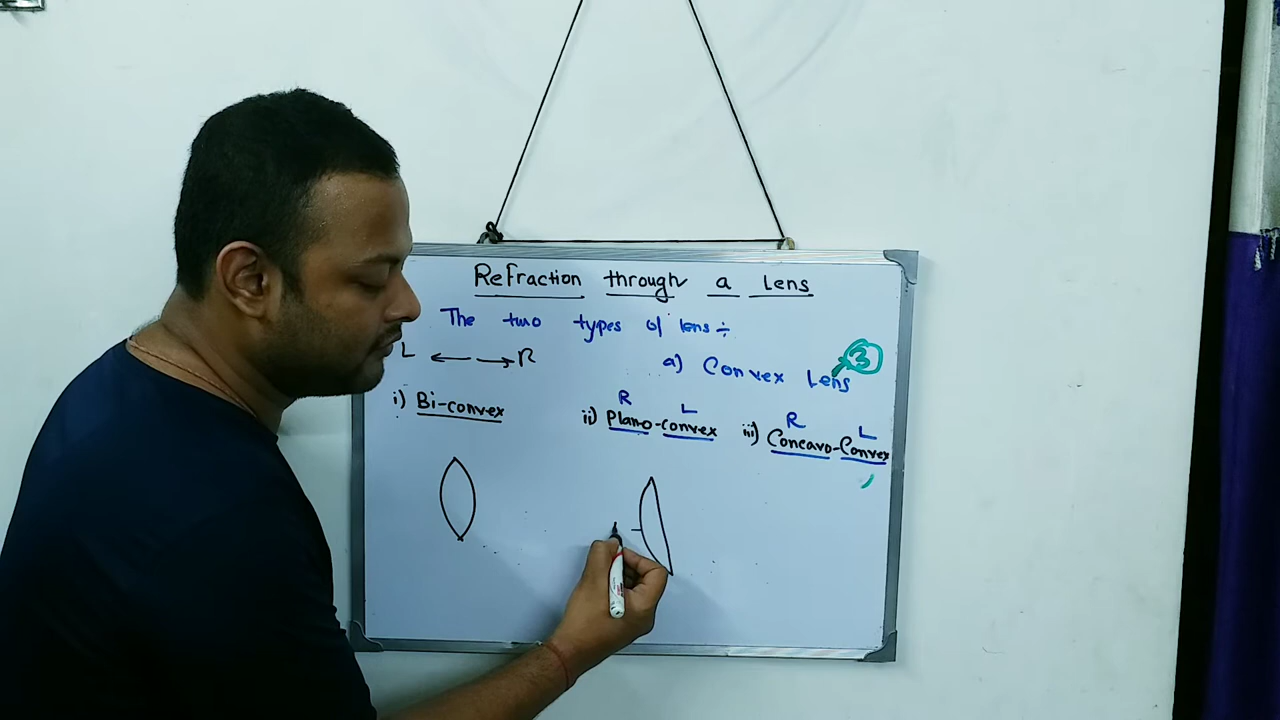 Refraction through a Lens
The two types of lens ÷
L ←— —→ R
a) Convex Lens 3
i) Bi-convex
R L
ii) Plano-convex
R L
iii) Concavo-Convex